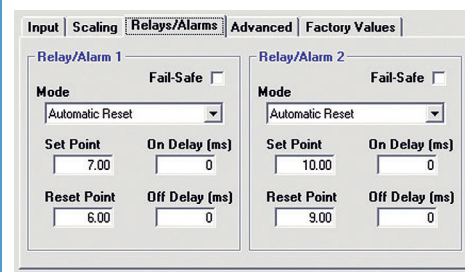 Input Scaling Relays/Alarms Advanced Factory Values
Relay/Alarm 1
Fail-Safe
Mode
Automatic Reset
Set Point On Delay (ms)
7.00 0
Reset Point Off Delay (ms)
6.00 0
Relay/Alarm 2
Fail-Safe
Mode
Automatic Reset
Set Point On Delay (ms)
10.00 0
Reset Point Off Delay (ms)
9.00 0